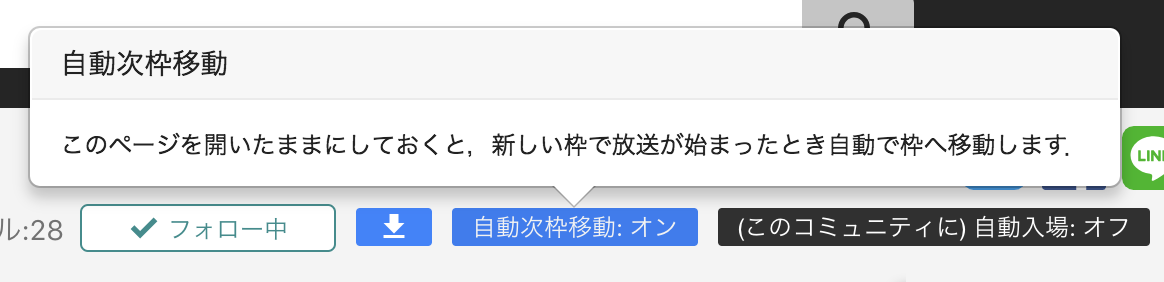 自動次枠移動
このページを開いたままにしておくと，新しい枠で放送が始まったとき自動で枠へ移動します．
LINE
ル:28
フォロー中
自動次枠移動: オン
(このコミュニティに) 自動入場: オフ